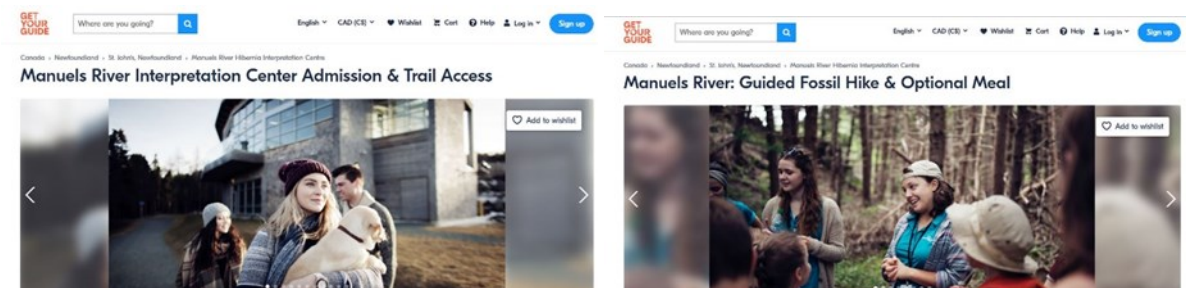 GET
YOUR
GUIDE
Where are you going?
English CAD (C$) Wishlist Cart Help Log in Sign up
Canada Newfoundland St. John's, Newfoundland Manuels River Hibernia Interpretation Centre
Manuels River Interpretation Center Admission & Trail Access
Add to wishlist
GET
YOUR
GUIDE
Where are you going?
English CAD (C$) Wishlist Cart Help Log in Sign up
Canada Newfoundland St. John's, Newfoundland Manuels River Hibernia Interpretation Centre
Manuels River: Guided Fossil Hike & Optional Meal
Add to wishlist